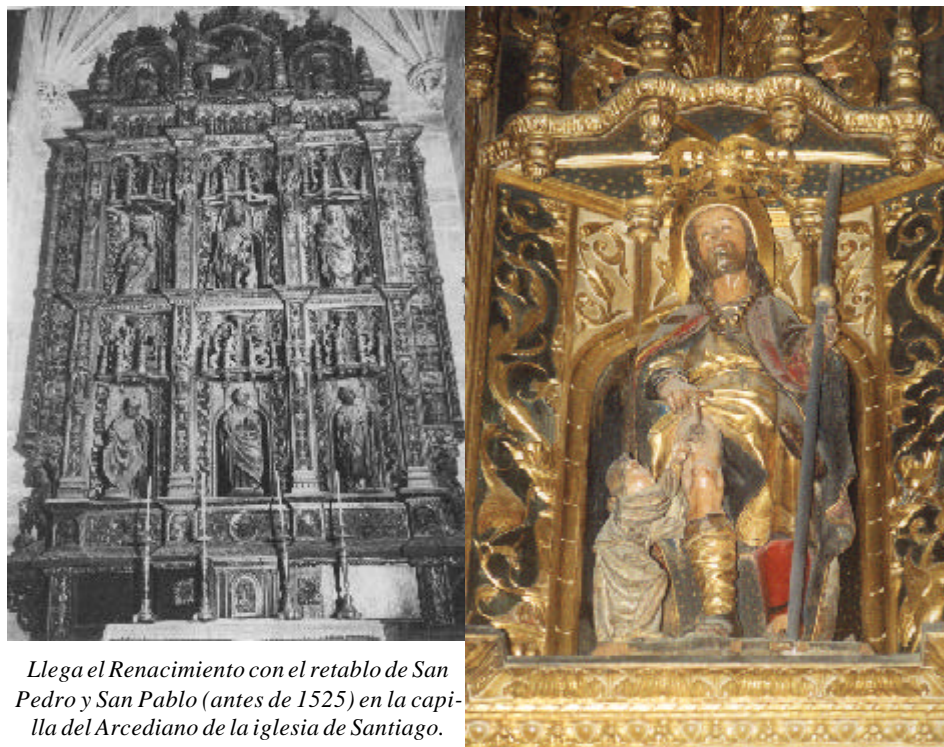 Llega el Renacimiento con el retablo de San
Pedro y San Pablo (antes de 1525) en la capi-
lla del Arcediano de la iglesia de Santiago.